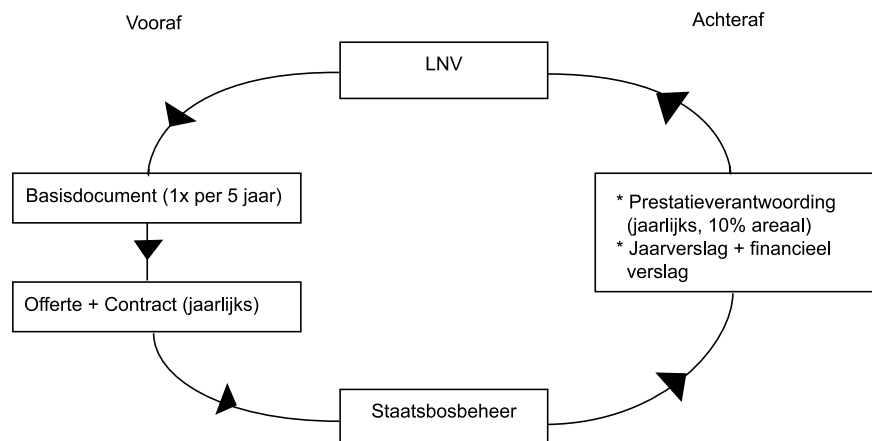 Vooraf
Achteraf
LNV
Basisdocument (1x per 5 jaar)
* Prestatieverantwoording
(jaarlijks, 10% areaal)
* Jaarverslag + financieel
verslag
Offerte + Contract (jaarlijks)
Staatsbosbeheer